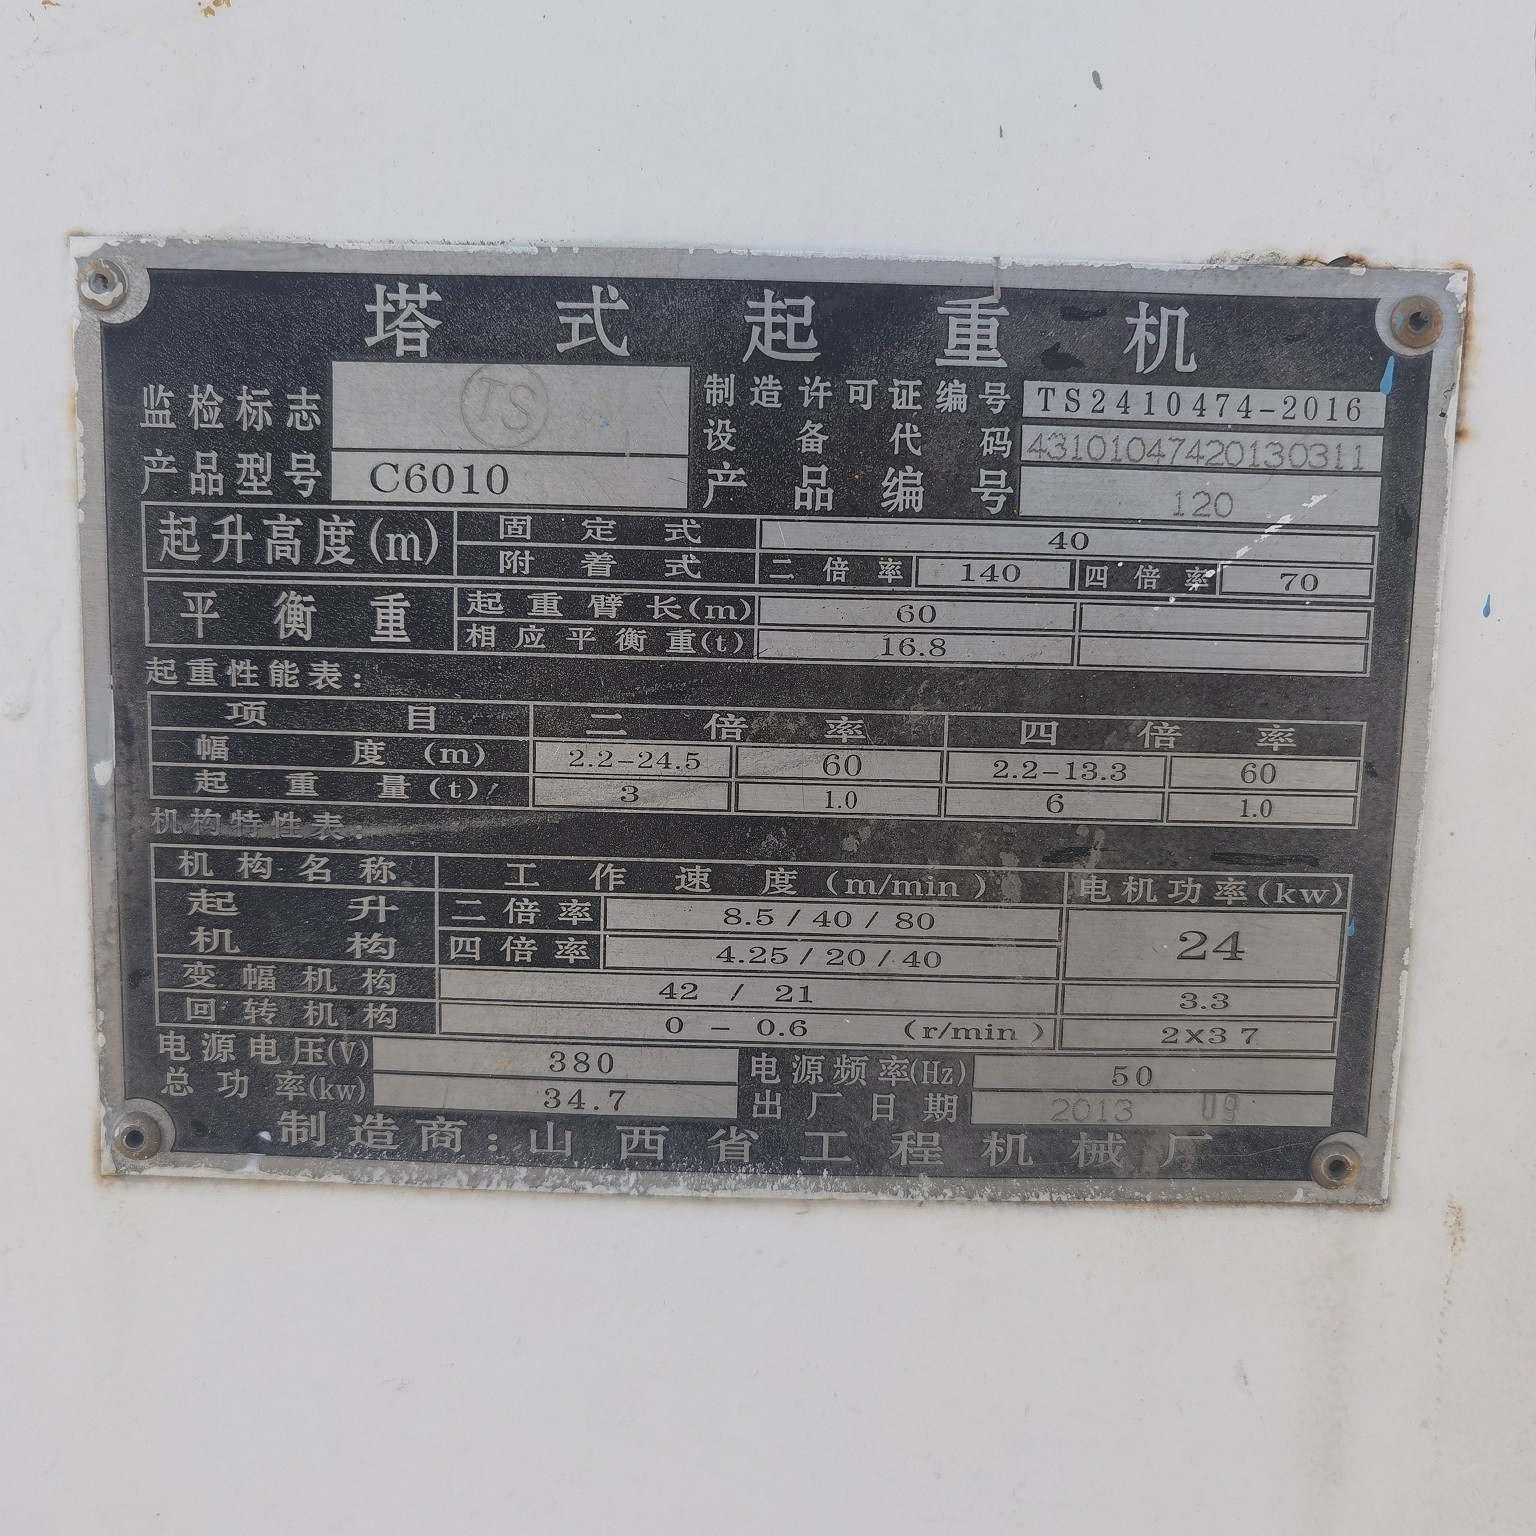 塔式起重机
监检标志 TS 制造许可证编号 TS2410474-2016
设备代码 43101047420130311
产品型号 C6010 产品编号 120
起升高度(m) 固定式 40
附着式 二倍率 140 四倍率 70
平衡重 起重臂长(m) 60
相应平衡重(t) 16.8
起重性能表:
项目 二倍率 四倍率
幅度(m) 2.2-24.5 60 2.2-13.3 60
起重量(t) 3 1.0 6 1.0
机构特性表:
机构名称 工作速度(m/min) 电机功率(kw)
起升机构 二倍率 8.5/40/80 24
四倍率 4.25/20/40
变幅机构 42/21 3.3
回转机构 0-0.6 (r/min) 2x37
电源电压(V) 380 电源频率(Hz) 50
总功率(kw) 34.7 出厂日期 2013 09
制造商:山西省工程机械厂